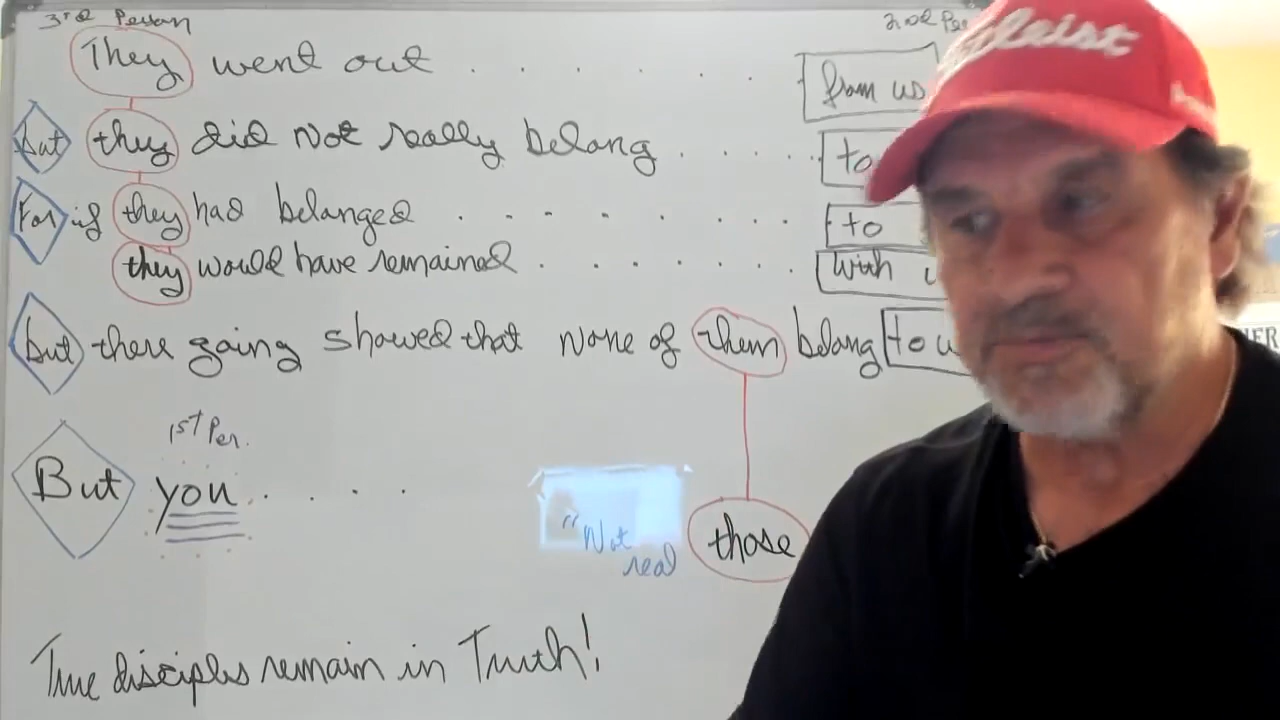 3rd Person
2nd Pe
They went out . . . . . . . from us
but they did not really belong . . . . . to
For if they had belonged . . . . . . . . to
they would have remained . . . . . . . with u
but there going showed that none of them belong to u
1st Per.
But you . . . .
"Not
real
those
True disciples remain in Truth!